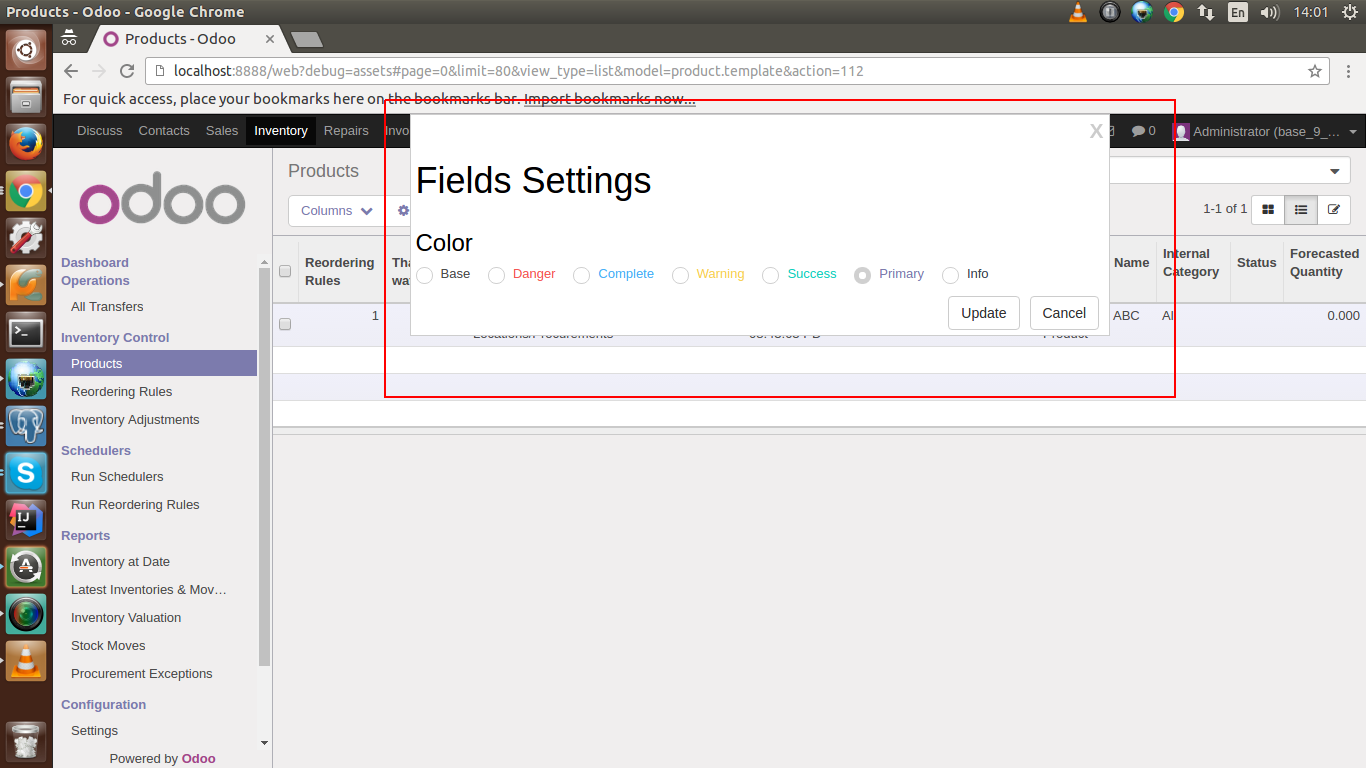 Products - Odoo - Google Chrome
En
14:01
Products - Odoo
localhost:8888/web?debug=assets#page=0&limit=80&view_type=list&model=product.template&action=112
For quick access, place your bookmarks here on the bookmarks bar. Import bookmarks now...
Discuss Contacts Sales Inventory Repairs
X
0 Administrator (base_9_...
odoo
Dashboard
Operations
All Transfers
Inventory Control
Products
Reordering Rules
Inventory Adjustments
Schedulers
Run Schedulers
Run Reordering Rules
Reports
Inventory at Date
Latest Inventories & Mov...
Inventory Valuation
Stock Moves
Procurement Exceptions
Configuration
Settings
Powered by Odoo
Products
Columns
1-1 of 1
Fields Settings
Color
Base Danger Complete Warning Success Primary Info
Update Cancel
Reordering
Rules
Name
Internal
Category
Status
Forecasted
Quantity
1
ABC
0.000